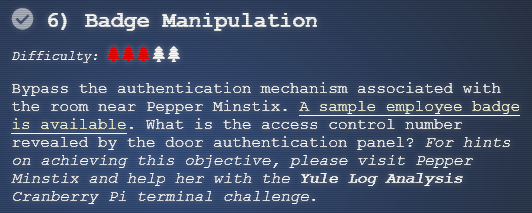 6) Badge Manipulation
Difficulty:
Bypass the authentication mechanism associated with
the room near Pepper Minstix. A sample employee badge
is available. What is the access control number
revealed by the door authentication panel? For hints
on achieving this objective, please visit Pepper
Minstix and help her with the Yule Log Analysis
Cranberry Pi terminal challenge.